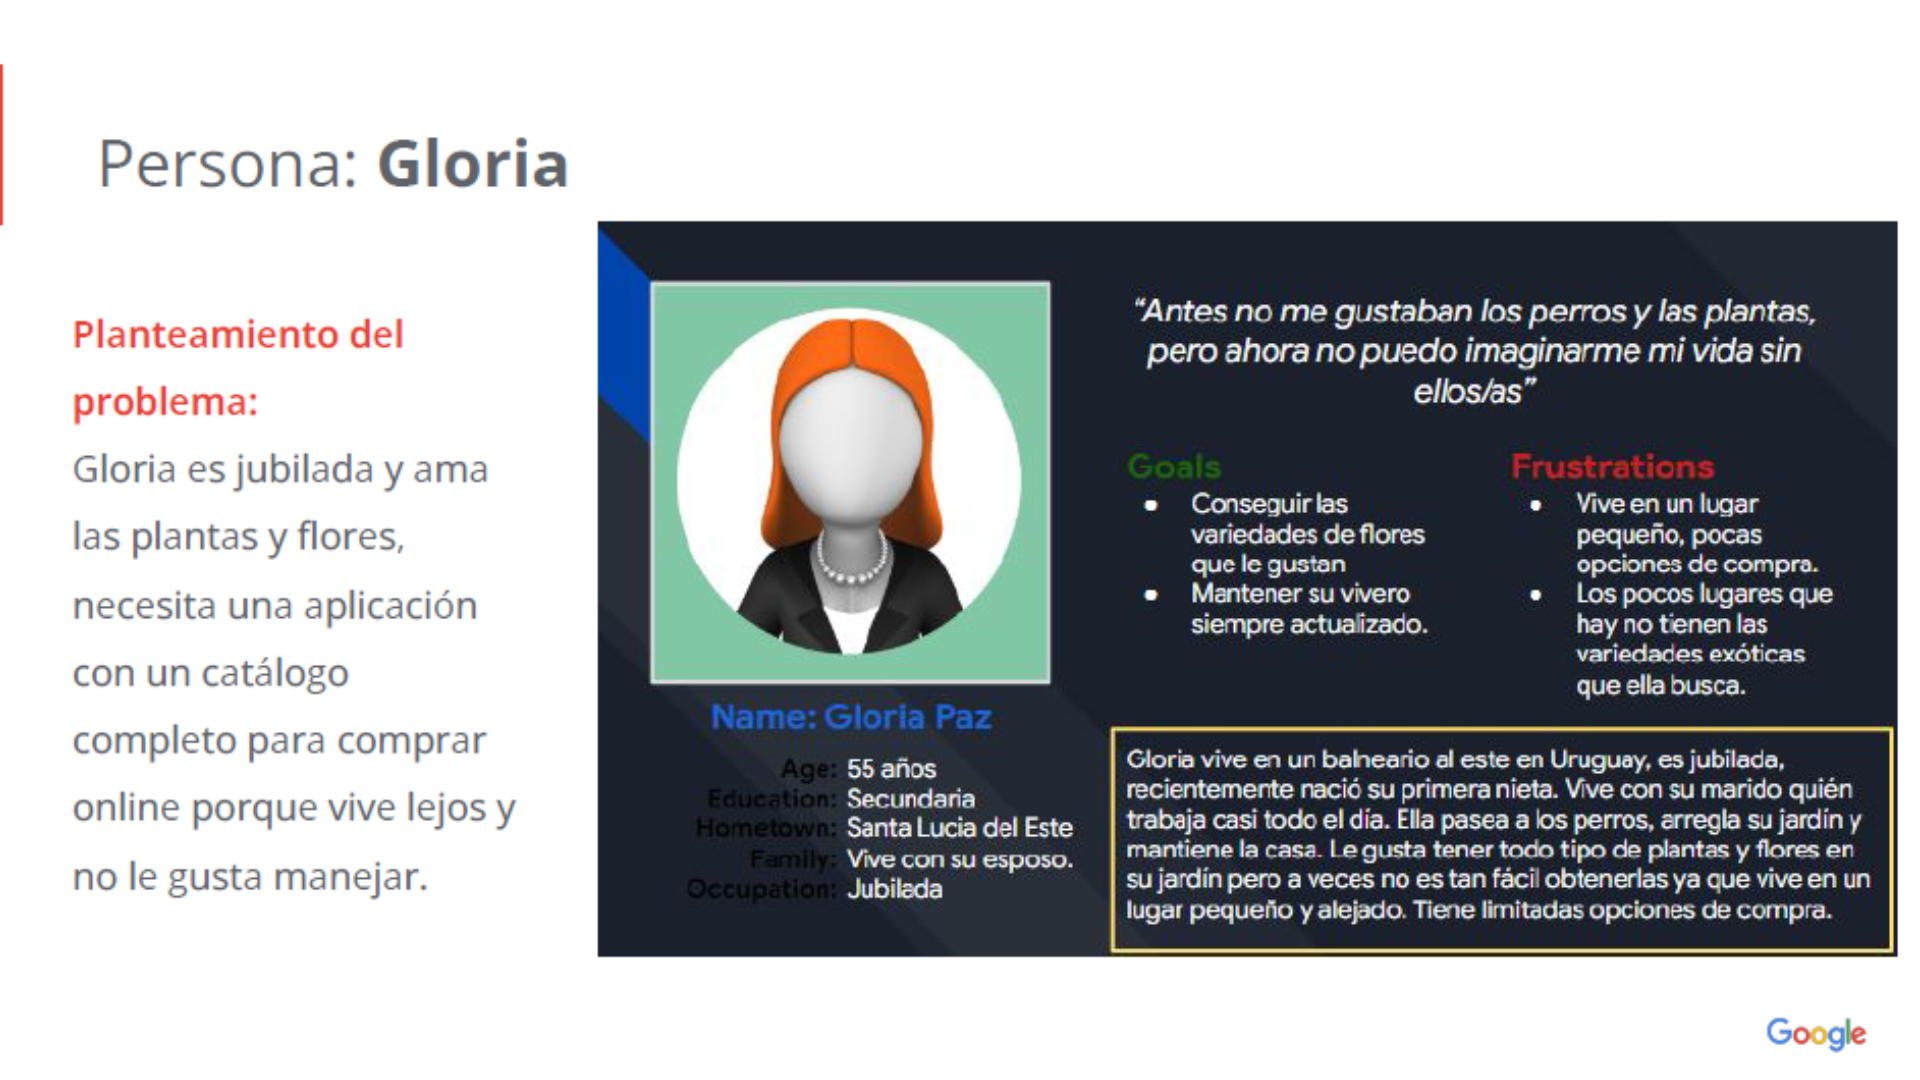 Persona: Gloria
Planteamiento del
problema:
Gloria es jubilada y ama
las plantas y flores,
necesita una aplicación
con un catálogo
completo para comprar
online porque vive lejos y
no le gusta manejar.
“Antes no me gustaban los perros y las plantas,
pero ahora no puedo imaginarme mi vida sin
ellos/as”
Goals
• Conseguir las
variedades de flores
que le gustan
• Mantener su vivero
siempre actualizado.
Frustrations
• Vive en un lugar
pequeño, pocas
opciones de compra.
• Los pocos lugares que
hay no tienen las
variedades exóticas
que ella busca.
Name: Gloria Paz
Age: 55 años
Education: Secundaria
Hometown: Santa Lucia del Este
Family: Vive con su esposo.
Occupation: Jubilada
Gloria vive en un balneario al este en Uruguay, es jubilada,
recientemente nació su primera nieta. Vive con su marido quién
trabaja casi todo el día. Ella pasea a los perros, arregla su jardín y
mantiene la casa. Le gusta tener todo tipo de plantas y flores en
su jardín pero a veces no es tan fácil obtenerlas ya que vive en un
lugar pequeño y alejado. Tiene limitadas opciones de compra.
Google